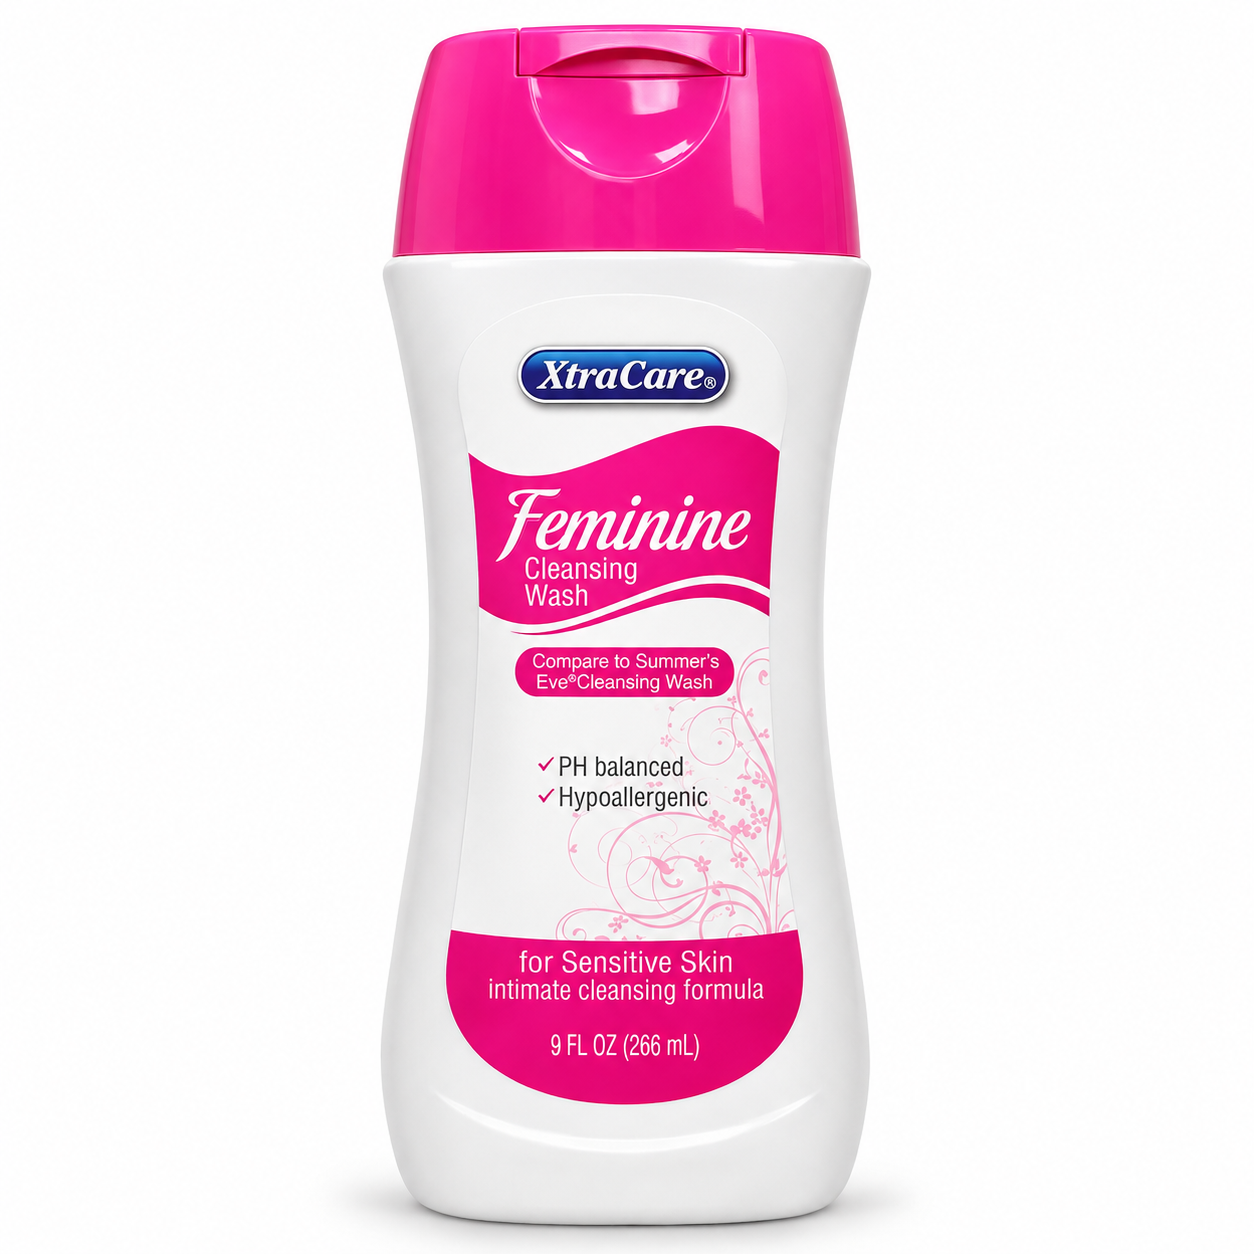 XtraCare®
Feminine
Cleansing
Wash
Compare to Summer's
Eve®Cleansing Wash
PH balanced
Hypoallergenic
for Sensitive Skin
intimate cleansing formula
9 FL OZ (266 mL)